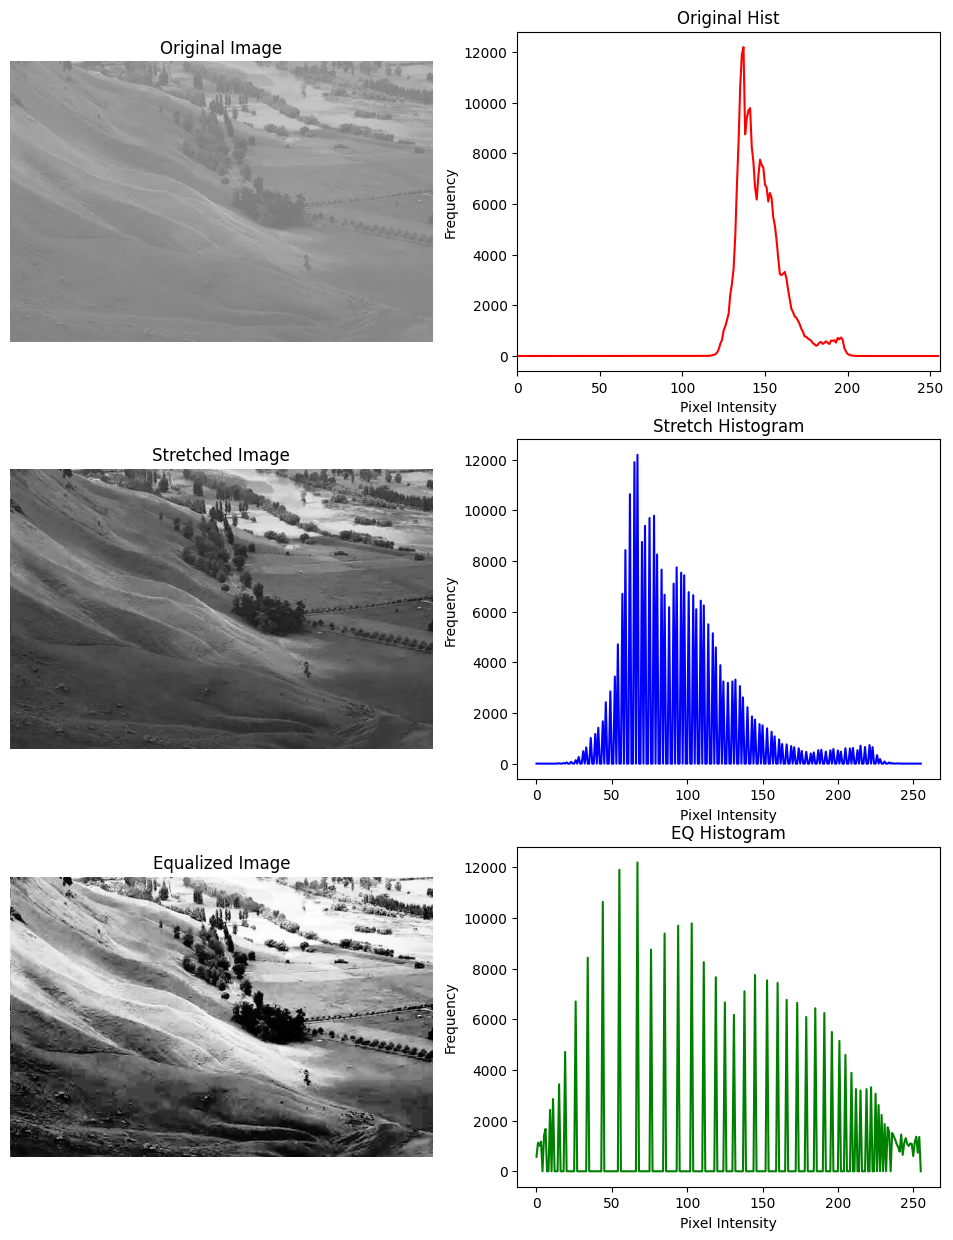 Original Image
Original Hist
Frequency
12000
10000
8000
6000
4000
2000
0
0 50 100 150 200 250
Pixel Intensity
Stretched Image
Stretch Histogram
Frequency
12000
10000
8000
6000
4000
2000
0
0 50 100 150 200 250
Pixel Intensity
Equalized Image
EQ Histogram
Frequency
12000
10000
8000
6000
4000
2000
0
0 50 100 150 200 250
Pixel Intensity